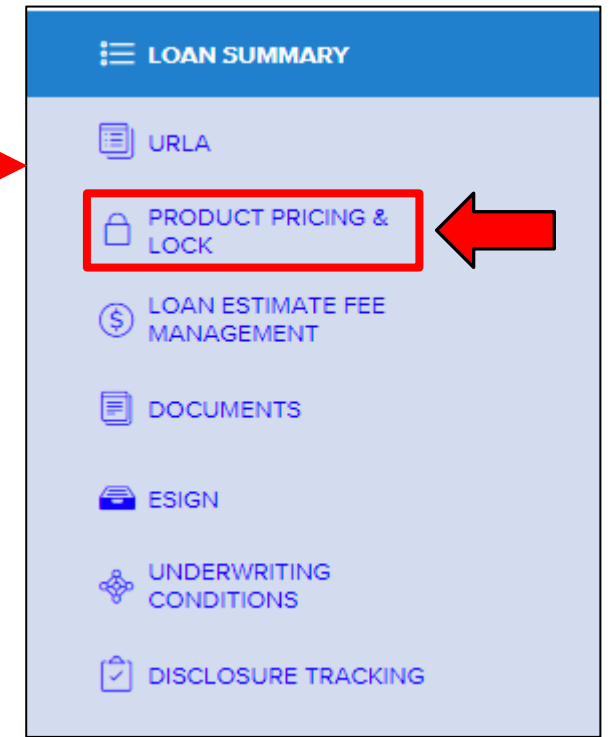 LOAN SUMMARY
URLA
PRODUCT PRICING &
LOCK
LOAN ESTIMATE FEE
MANAGEMENT
DOCUMENTS
ESIGN
UNDERWRITING
CONDITIONS
DISCLOSURE TRACKING